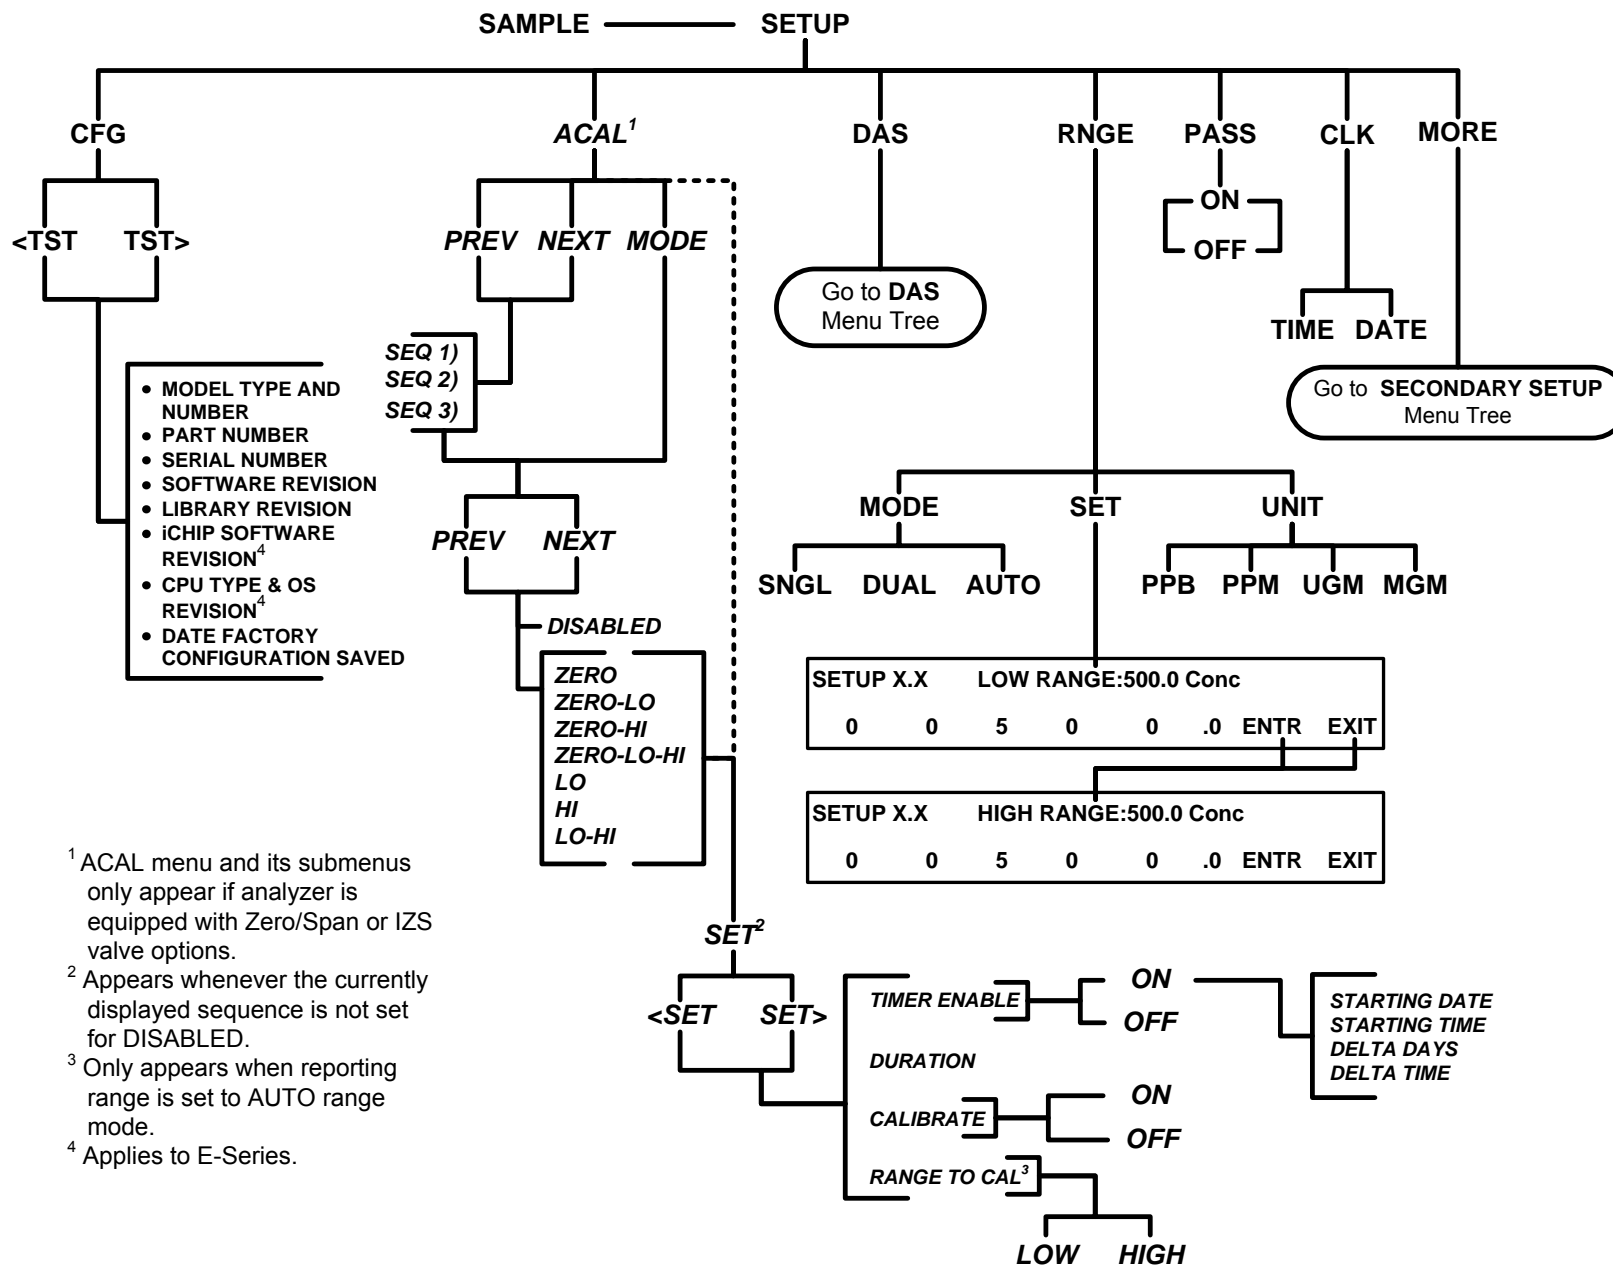 SAMPLE SETUP
CFG ACAL1 DAS RNGE PASS CLK MORE
<TST TST>
PREV NEXT MODE
ON
OFF
Go to DAS
Menu Tree
TIME DATE
Go to SECONDARY SETUP
Menu Tree
SEQ 1)
SEQ 2)
SEQ 3)
• MODEL TYPE AND
NUMBER
• PART NUMBER
• SERIAL NUMBER
• SOFTWARE REVISION
• LIBRARY REVISION
• iCHIP SOFTWARE
REVISION4
• CPU TYPE & OS
REVISION4
• DATE FACTORY
CONFIGURATION SAVED
PREV NEXT
DISABLED
ZERO
ZERO-LO
ZERO-HI
ZERO-LO-HI
LO
HI
LO-HI
MODE SET UNIT
SNGL DUAL AUTO PPB PPM UGM MGM
SETUP X.X LOW RANGE:500.0 Conc
0 0 5 0 0 .0 ENTR EXIT
SETUP X.X HIGH RANGE:500.0 Conc
0 0 5 0 0 .0 ENTR EXIT
SET2
<SET SET>
TIMER ENABLE
ON
OFF
STARTING DATE
STARTING TIME
DELTA DAYS
DELTA TIME
DURATION
CALIBRATE
ON
OFF
RANGE TO CAL3
LOW HIGH
1 ACAL menu and its submenus
only appear if analyzer is
equipped with Zero/Span or IZS
valve options.
2 Appears whenever the currently
displayed sequence is not set
for DISABLED.
3 Only appears when reporting
range is set to AUTO range
mode.
4 Applies to E-Series.